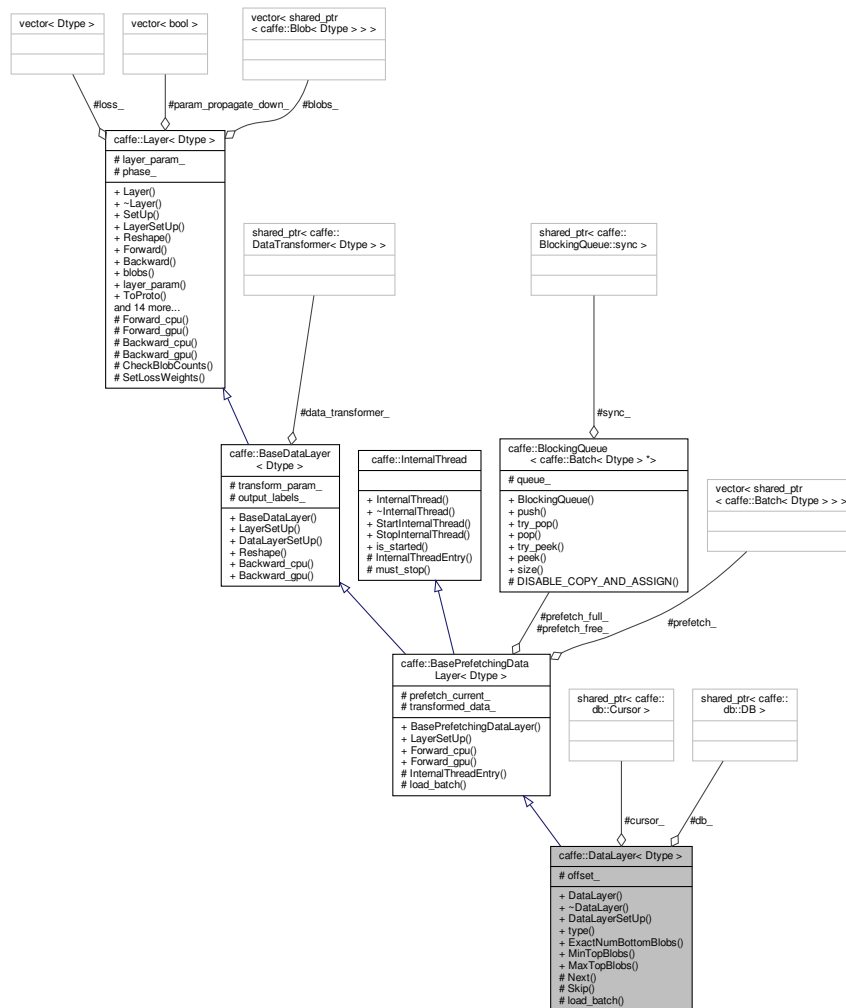 vector< Dtype >
vector< bool >
vector< shared_ptr
< caffe::Blob< Dtype > > >
#loss_
#param_propagate_down_
#blobs_
caffe::Layer< Dtype >
# layer_param_
# phase_
+ Layer()
+ ~Layer()
+ SetUp()
+ LayerSetUp()
+ Reshape()
+ Forward()
+ Backward()
+ blobs()
+ layer_param()
+ ToProto()
and 14 more...
# Forward_cpu()
# Forward_gpu()
# Backward_cpu()
# Backward_gpu()
# CheckBlobCounts()
# SetLossWeights()
shared_ptr< caffe::
DataTransformer< Dtype > >
shared_ptr< caffe::
BlockingQueue::sync >
#data_transformer_
#sync_
caffe::BaseDataLayer
< Dtype >
# transform_param_
# output_labels_
+ BaseDataLayer()
+ LayerSetUp()
+ DataLayerSetUp()
+ Reshape()
+ Backward_cpu()
+ Backward_gpu()
caffe::InternalThread
+ InternalThread()
+ ~InternalThread()
+ StartInternalThread()
+ StopInternalThread()
+ is_started()
# InternalThreadEntry()
# must_stop()
caffe::BlockingQueue
< caffe::Batch< Dtype > *>
# queue_
+ BlockingQueue()
+ push()
+ try_pop()
+ pop()
+ try_peek()
+ peek()
+ size()
# DISABLE_COPY_AND_ASSIGN()
vector< shared_ptr
< caffe::Batch< Dtype > > >
#prefetch_full_
#prefetch_free_
#prefetch_
caffe::BasePrefetchingData
Layer< Dtype >
# prefetch_current_
# transformed_data_
+ BasePrefetchingDataLayer()
+ LayerSetUp()
+ Forward_cpu()
+ Forward_gpu()
# InternalThreadEntry()
# load_batch()
shared_ptr< caffe::
db::Cursor >
shared_ptr< caffe::
db::DB >
#cursor_
#db_
caffe::DataLayer< Dtype >
# offset_
+ DataLayer()
+ ~DataLayer()
+ DataLayerSetUp()
+ type()
+ ExactNumBottomBlobs()
+ MinTopBlobs()
+ MaxTopBlobs()
# Next()
# Skip()
# load_batch()